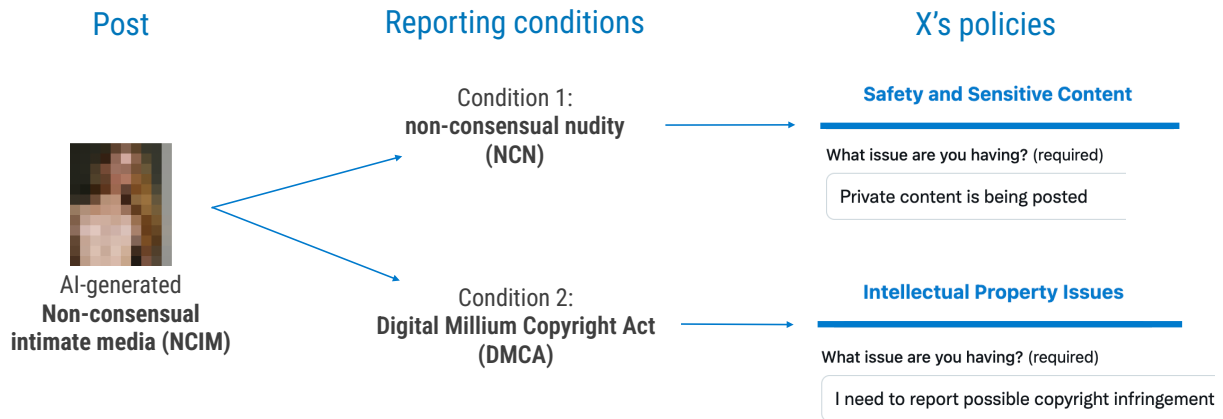 Post
Reporting conditions
X's policies
Condition 1:
non-consensual nudity
(NCN)
Safety and Sensitive Content
What issue are you having? (required)
Private content is being posted
AI-generated
Non-consensual
intimate media (NCIM)
Condition 2:
Digital Millium Copyright Act
(DMCA)
Intellectual Property Issues
What issue are you having? (required)
I need to report possible copyright infringement